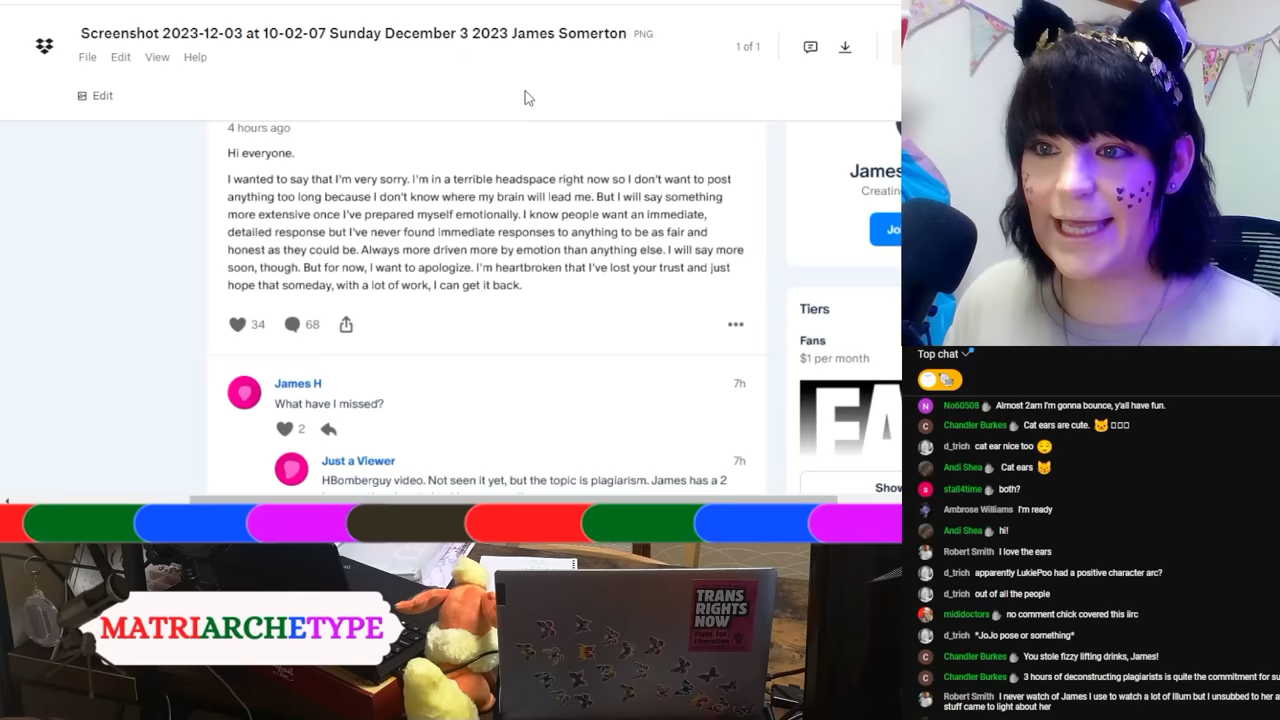 Screenshot 2023-12-03 at 10-02-07 Sunday December 3 2023 James Somerton PNG
File Edit View Help
1 of 1
Edit
4 hours ago
Hi everyone.
I wanted to say that I'm very sorry. I'm in a terrible headspace right now so I don't want to post
anything too long because I don't know where my brain will lead me. But I will say something
more extensive once I've prepared myself emotionally. I know people want an immediate,
detailed response but I've never found immediate responses to anything to be as fair and
honest as they could be. Always more driven more by emotion than anything else. I will say more
soon, though. But for now, I want to apologize. I'm heartbroken that I've lost your trust and just
hope that someday, with a lot of work, I can get it back.
34 68
James H 7h
What have I missed?
2
Just a Viewer 7h
HBomberguy video. Not seen it yet, but the topic is plagiarism. James has a 2
James
Creating
Jo
Tiers
Fans
$1 per month
FA
Show
Top chat
No60508 Almost 2am I'm gonna bounce, y'all have fun.
Chandler Burkes Cat ears are cute.
d_trich cat ear nice too
Andi Shea Cat ears
stall4time both?
Ambrose Williams I'm ready
Andi Shea hi!
Robert Smith I love the ears
d_trich apparently LukiePoo had a positive character arc?
d_trich out of all the people
mididoctors no comment chick covered this iirc
d_trich *JoJo pose or something*
Chandler Burkes You stole fizzy lifting drinks, James!
Chandler Burkes 3 hours of deconstructing plagiarists is quite the commitment for su
Robert Smith I never watch of James I use to watch a lot of Illum but I unsubbed to her a
stuff came to light about her
MATRIARCHETYPE
TRANS
RIGHTS
NOW
Fight for
liberation